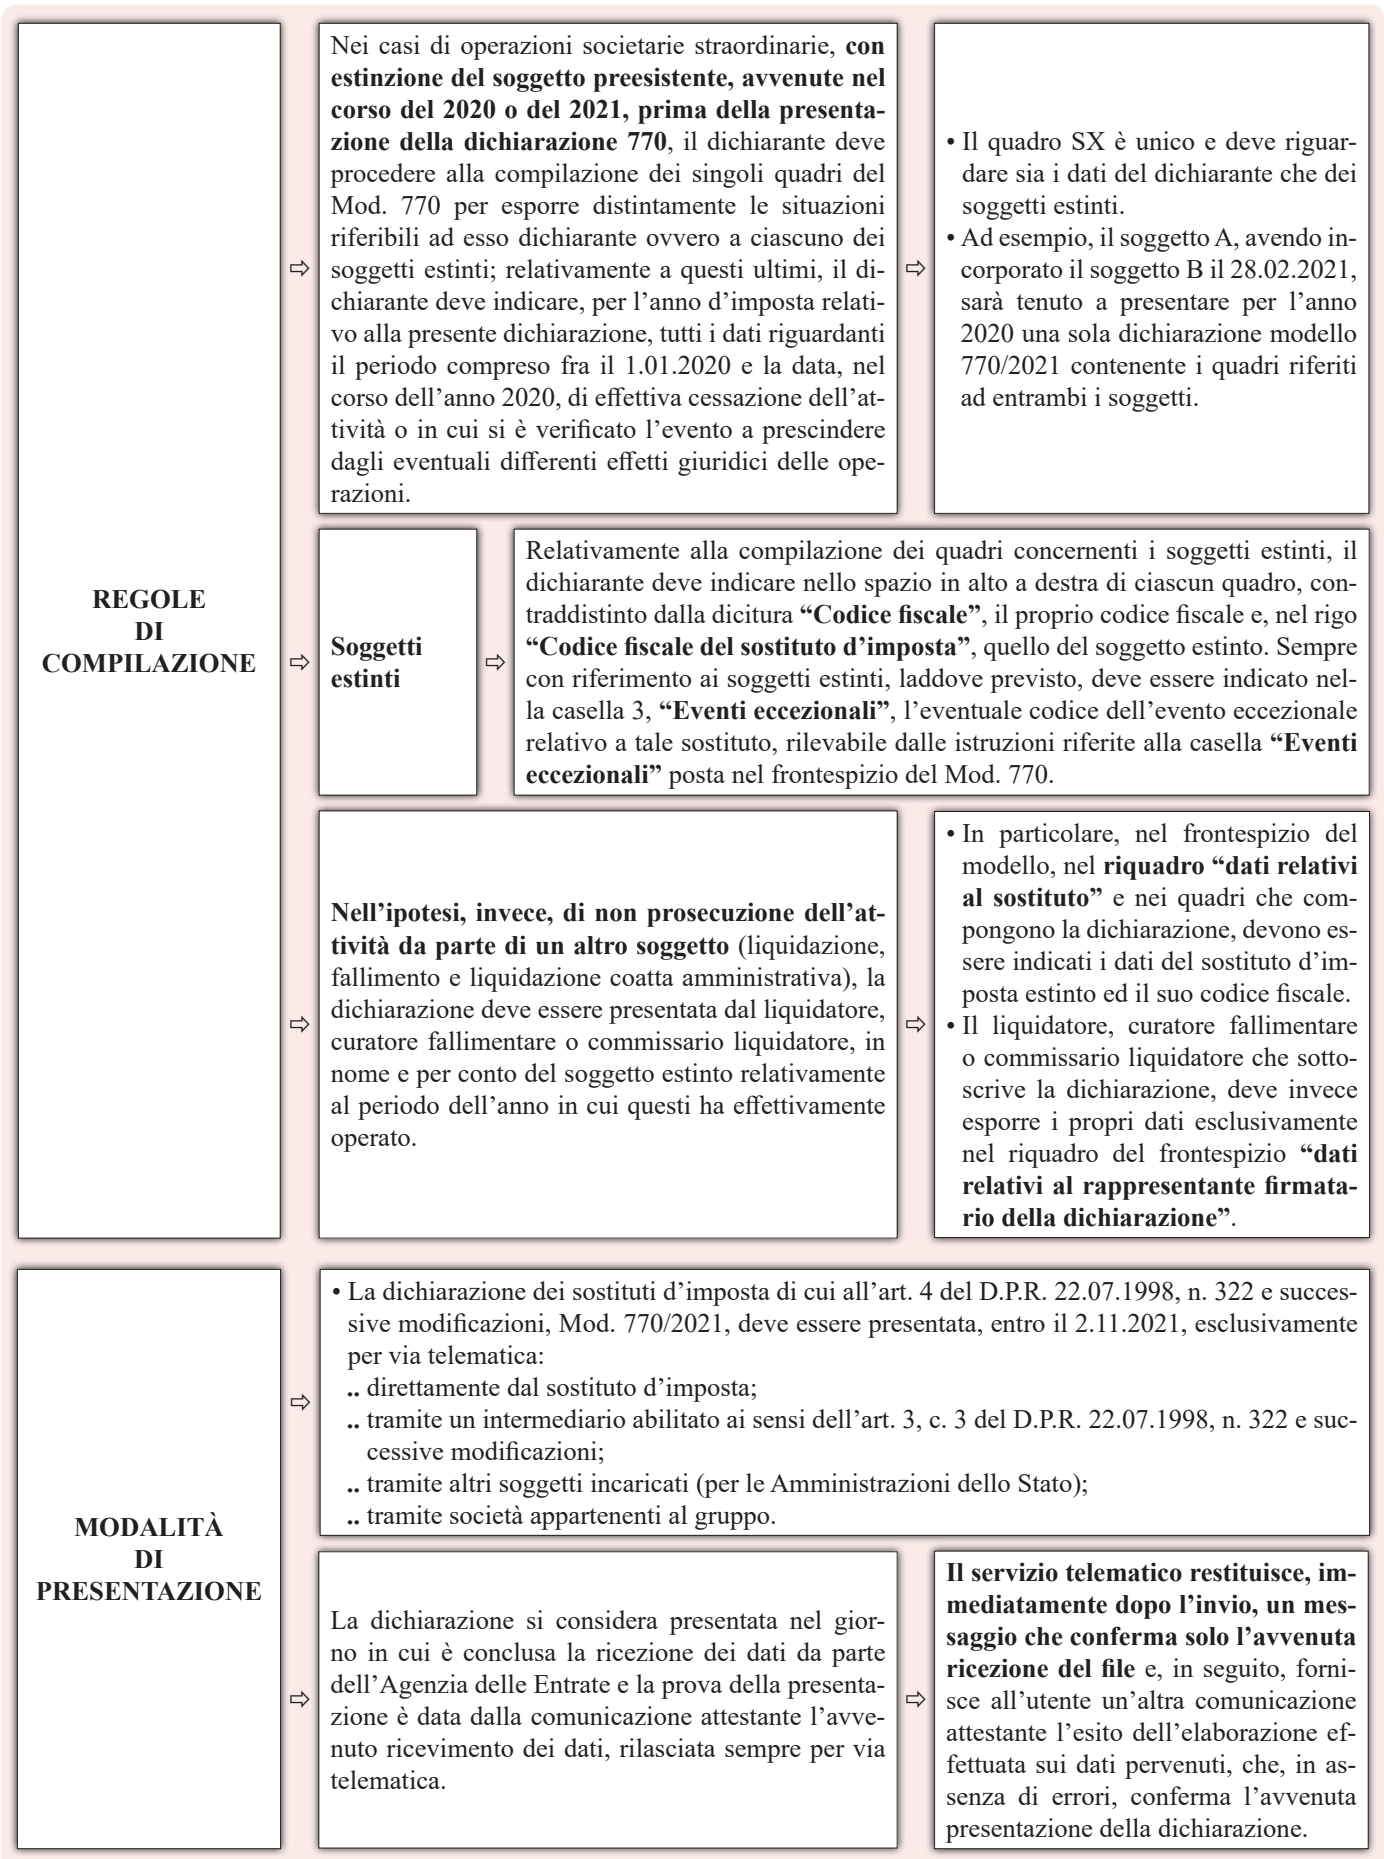 REGOLE
DI
COMPILAZIONE
⇨
Nei casi di operazioni societarie straordinarie, con
estinzione del soggetto preesistente, avvenute nel
corso del 2020 o del 2021, prima della presenta-
zione della dichiarazione 770, il dichiarante deve
procedere alla compilazione dei singoli quadri del
Mod. 770 per esporre distintamente le situazioni
riferibili ad esso dichiarante ovvero a ciascuno dei
soggetti estinti; relativamente a questi ultimi, il di-
chiarante deve indicare, per l’anno d’imposta relati-
vo alla presente dichiarazione, tutti i dati riguardanti
il periodo compreso fra il 1.01.2020 e la data, nel
corso dell’anno 2020, di effettiva cessazione dell’at-
tività o in cui si è verificato l’evento a prescindere
dagli eventuali differenti effetti giuridici delle ope-
razioni.
⇨
• Il quadro SX è unico e deve riguar-
dare sia i dati del dichiarante che dei
soggetti estinti.
• Ad esempio, il soggetto A, avendo in-
corporato il soggetto B il 28.02.2021,
sarà tenuto a presentare per l’anno
2020 una sola dichiarazione modello
770/2021 contenente i quadri riferiti
ad entrambi i soggetti.
⇨
Soggetti
estinti
⇨
Relativamente alla compilazione dei quadri concernenti i soggetti estinti, il
dichiarante deve indicare nello spazio in alto a destra di ciascun quadro, con-
traddistinto dalla dicitura “Codice fiscale”, il proprio codice fiscale e, nel rigo
“Codice fiscale del sostituto d’imposta”, quello del soggetto estinto. Sempre
con riferimento ai soggetti estinti, laddove previsto, deve essere indicato nel-
la casella 3, “Eventi eccezionali”, l’eventuale codice dell’evento eccezionale
relativo a tale sostituto, rilevabile dalle istruzioni riferite alla casella “Eventi
eccezionali” posta nel frontespizio del Mod. 770.
⇨
Nell’ipotesi, invece, di non prosecuzione dell’at-
tività da parte di un altro soggetto (liquidazione,
fallimento e liquidazione coatta amministrativa), la
dichiarazione deve essere presentata dal liquidatore,
curatore fallimentare o commissario liquidatore, in
nome e per conto del soggetto estinto relativamente
al periodo dell’anno in cui questi ha effettivamente
operato.
⇨
• In particolare, nel frontespizio del
modello, nel riquadro “dati relativi
al sostituto” e nei quadri che com-
pongono la dichiarazione, devono es-
sere indicati i dati del sostituto d’im-
posta estinto ed il suo codice fiscale.
• Il liquidatore, curatore fallimentare
o commissario liquidatore che sotto-
scrive la dichiarazione, deve invece
esporre i propri dati esclusivamente
nel riquadro del frontespizio “dati
relativi al rappresentante firmata-
rio della dichiarazione”.
MODALITÀ
DI
PRESENTAZIONE
⇨
• La dichiarazione dei sostituti d’imposta di cui all’art. 4 del D.P.R. 22.07.1998, n. 322 e succes-
sive modificazioni, Mod. 770/2021, deve essere presentata, entro il 2.11.2021, esclusivamente
per via telematica:
.. direttamente dal sostituto d’imposta;
.. tramite un intermediario abilitato ai sensi dell’art. 3, c. 3 del D.P.R. 22.07.1998, n. 322 e suc-
cessive modificazioni;
.. tramite altri soggetti incaricati (per le Amministrazioni dello Stato);
.. tramite società appartenenti al gruppo.
⇨
La dichiarazione si considera presentata nel gior-
no in cui è conclusa la ricezione dei dati da parte
dell’Agenzia delle Entrate e la prova della presenta-
zione è data dalla comunicazione attestante l’avve-
nuto ricevimento dei dati, rilasciata sempre per via
telematica.
⇨
Il servizio telematico restituisce, im-
mediatamente dopo l’invio, un mes-
saggio che conferma solo l’avvenuta
ricezione del file e, in seguito, forni-
sce all’utente un’altra comunicazione
attestante l’esito dell’elaborazione ef-
fettuata sui dati pervenuti, che, in as-
senza di errori, conferma l’avvenuta
presentazione della dichiarazione.